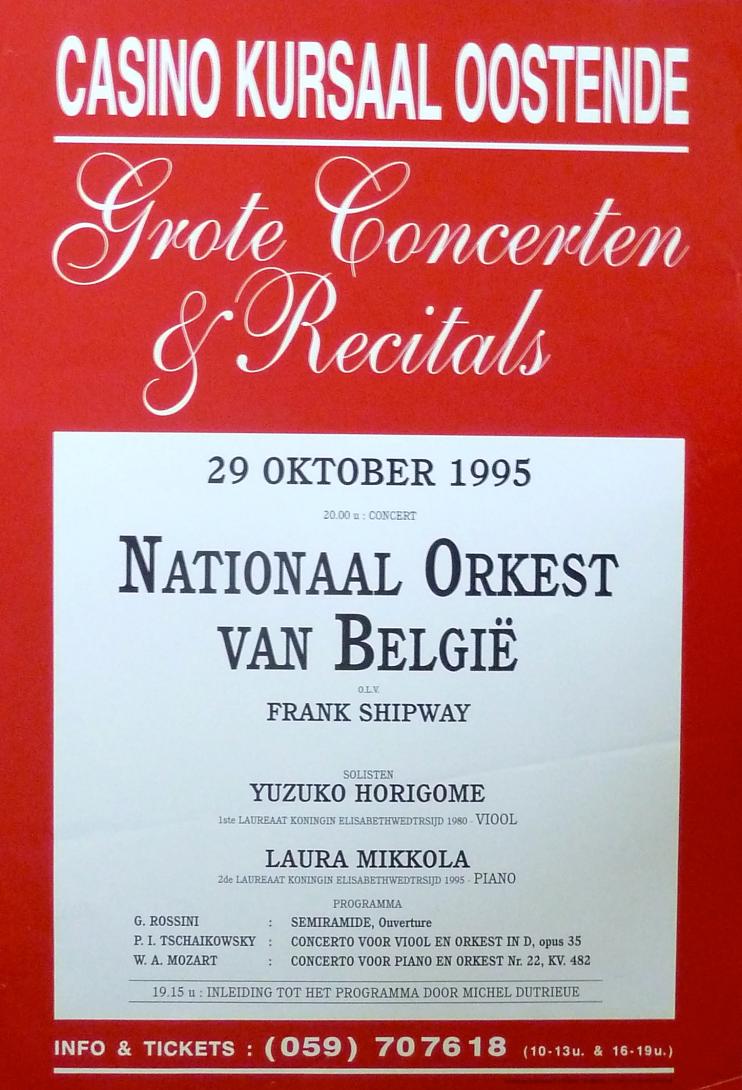 CASINO KURSAAL OOSTENDE
Grote Concerten
& Recitals
29 OKTOBER 1995
20.00 u : CONCERT
NATIONAAL ORKEST
VAN BELGIË
O.L.V.
FRANK SHIPWAY
SOLISTEN
YUZUKO HORIGOME
1ste LAUREAAT KONINGIN ELISABETHWEDTRSIJD 1980 - VIOOL
LAURA MIKKOLA
2de LAUREAAT KONINGIN ELISABETHWEDTRSIJD 1995 - PIANO
PROGRAMMA
G. ROSSINI : SEMIRAMIDE, Ouverture
P. I. TSCHAIKOWSKY : CONCERTO VOOR VIOOL EN ORKEST IN D, opus 35
W. A. MOZART : CONCERTO VOOR PIANO EN ORKEST Nr. 22, KV. 482
19.15 u : INLEIDING TOT HET PROGRAMMA DOOR MICHEL DUTRIEUE
INFO & TICKETS : (059) 707618 (10-13u. & 16-19u.)